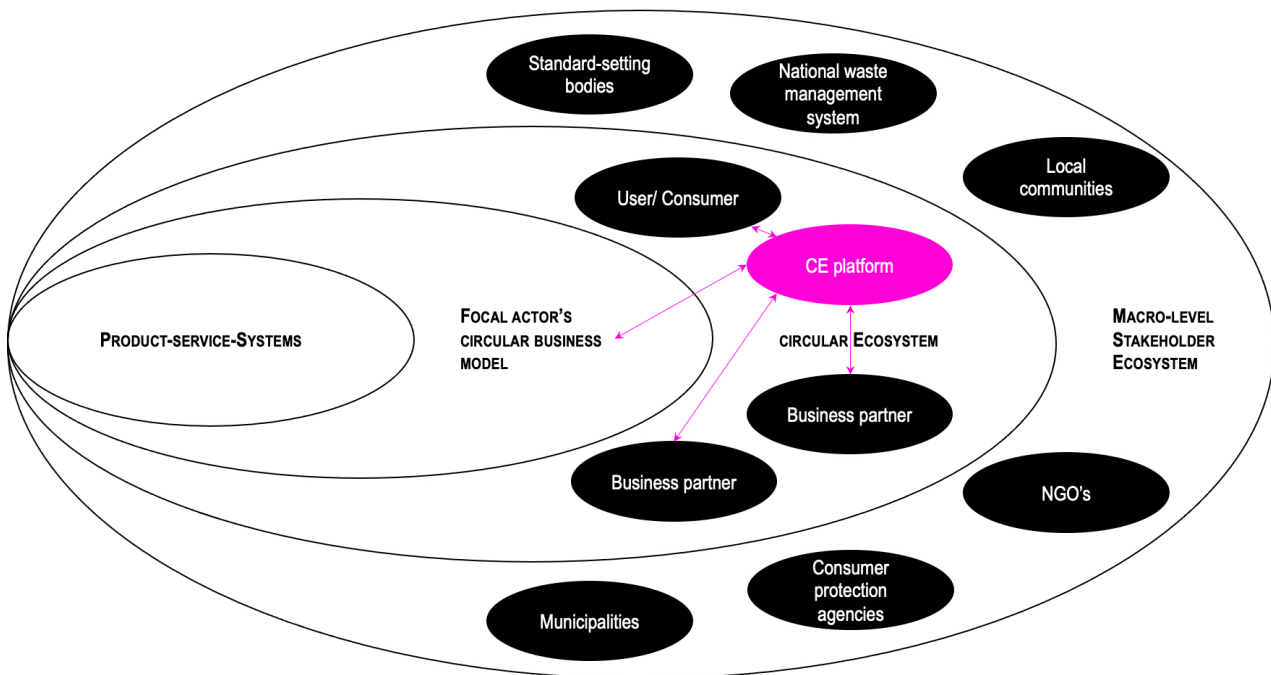 Standard-setting
bodies
National waste
management
system
Local
communities
User/ Consumer
CE platform
PRODUCT-SERVICE-SYSTEMS
FOCAL ACTOR'S
CIRCULAR BUSINESS
MODEL
CIRCULAR ECOSYSTEM
MACRO-LEVEL
STAKEHOLDER
ECOSYSTEM
Business partner
Business partner
NGO's
Consumer
protection
agencies
Municipalities